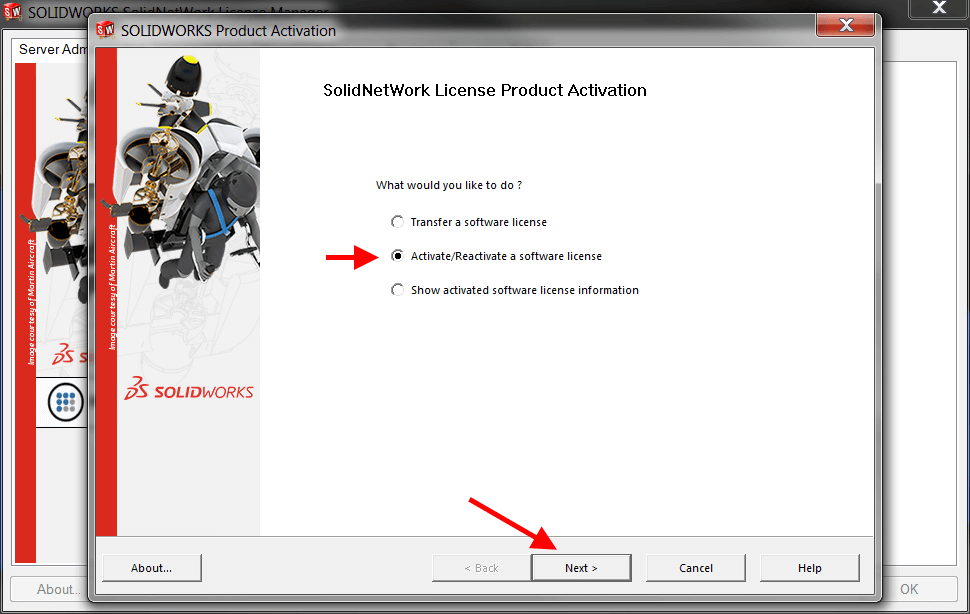 SOLIDWORKS SolidNetWork License Manager
Server Adm
SOLIDWORKS Product Activation
SolidNetWork License Product Activation
What would you like to do ?
Transfer a software license
Activate/Reactivate a software license
Show activated software license information
Image courtesy of Martin Aircraft
Image courtesy of Martin Aircraft
S
SOLIDWORKS
About...
< Back
Next >
Cancel
Help
About..
OK